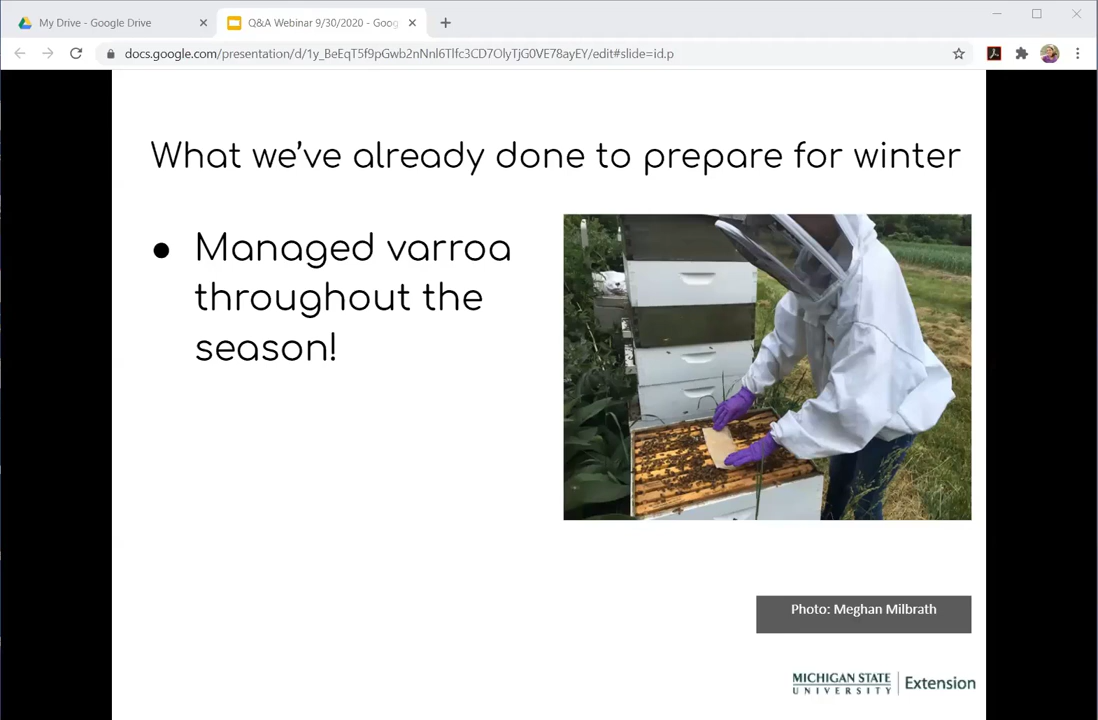 My Drive - Google Drive
Q&A Webinar 9/30/2020 - Goog
docs.google.com/presentation/d/1y_BeEqT5f9pGwb2nNnl6Tlfc3CD7OlyTjG0VE78ayEY/edit#slide=id.p
What we've already done to prepare for winter
● Managed varroa
throughout the
season!
Photo: Meghan Milbrath
MICHIGAN STATE
UNIVERSITY
Extension